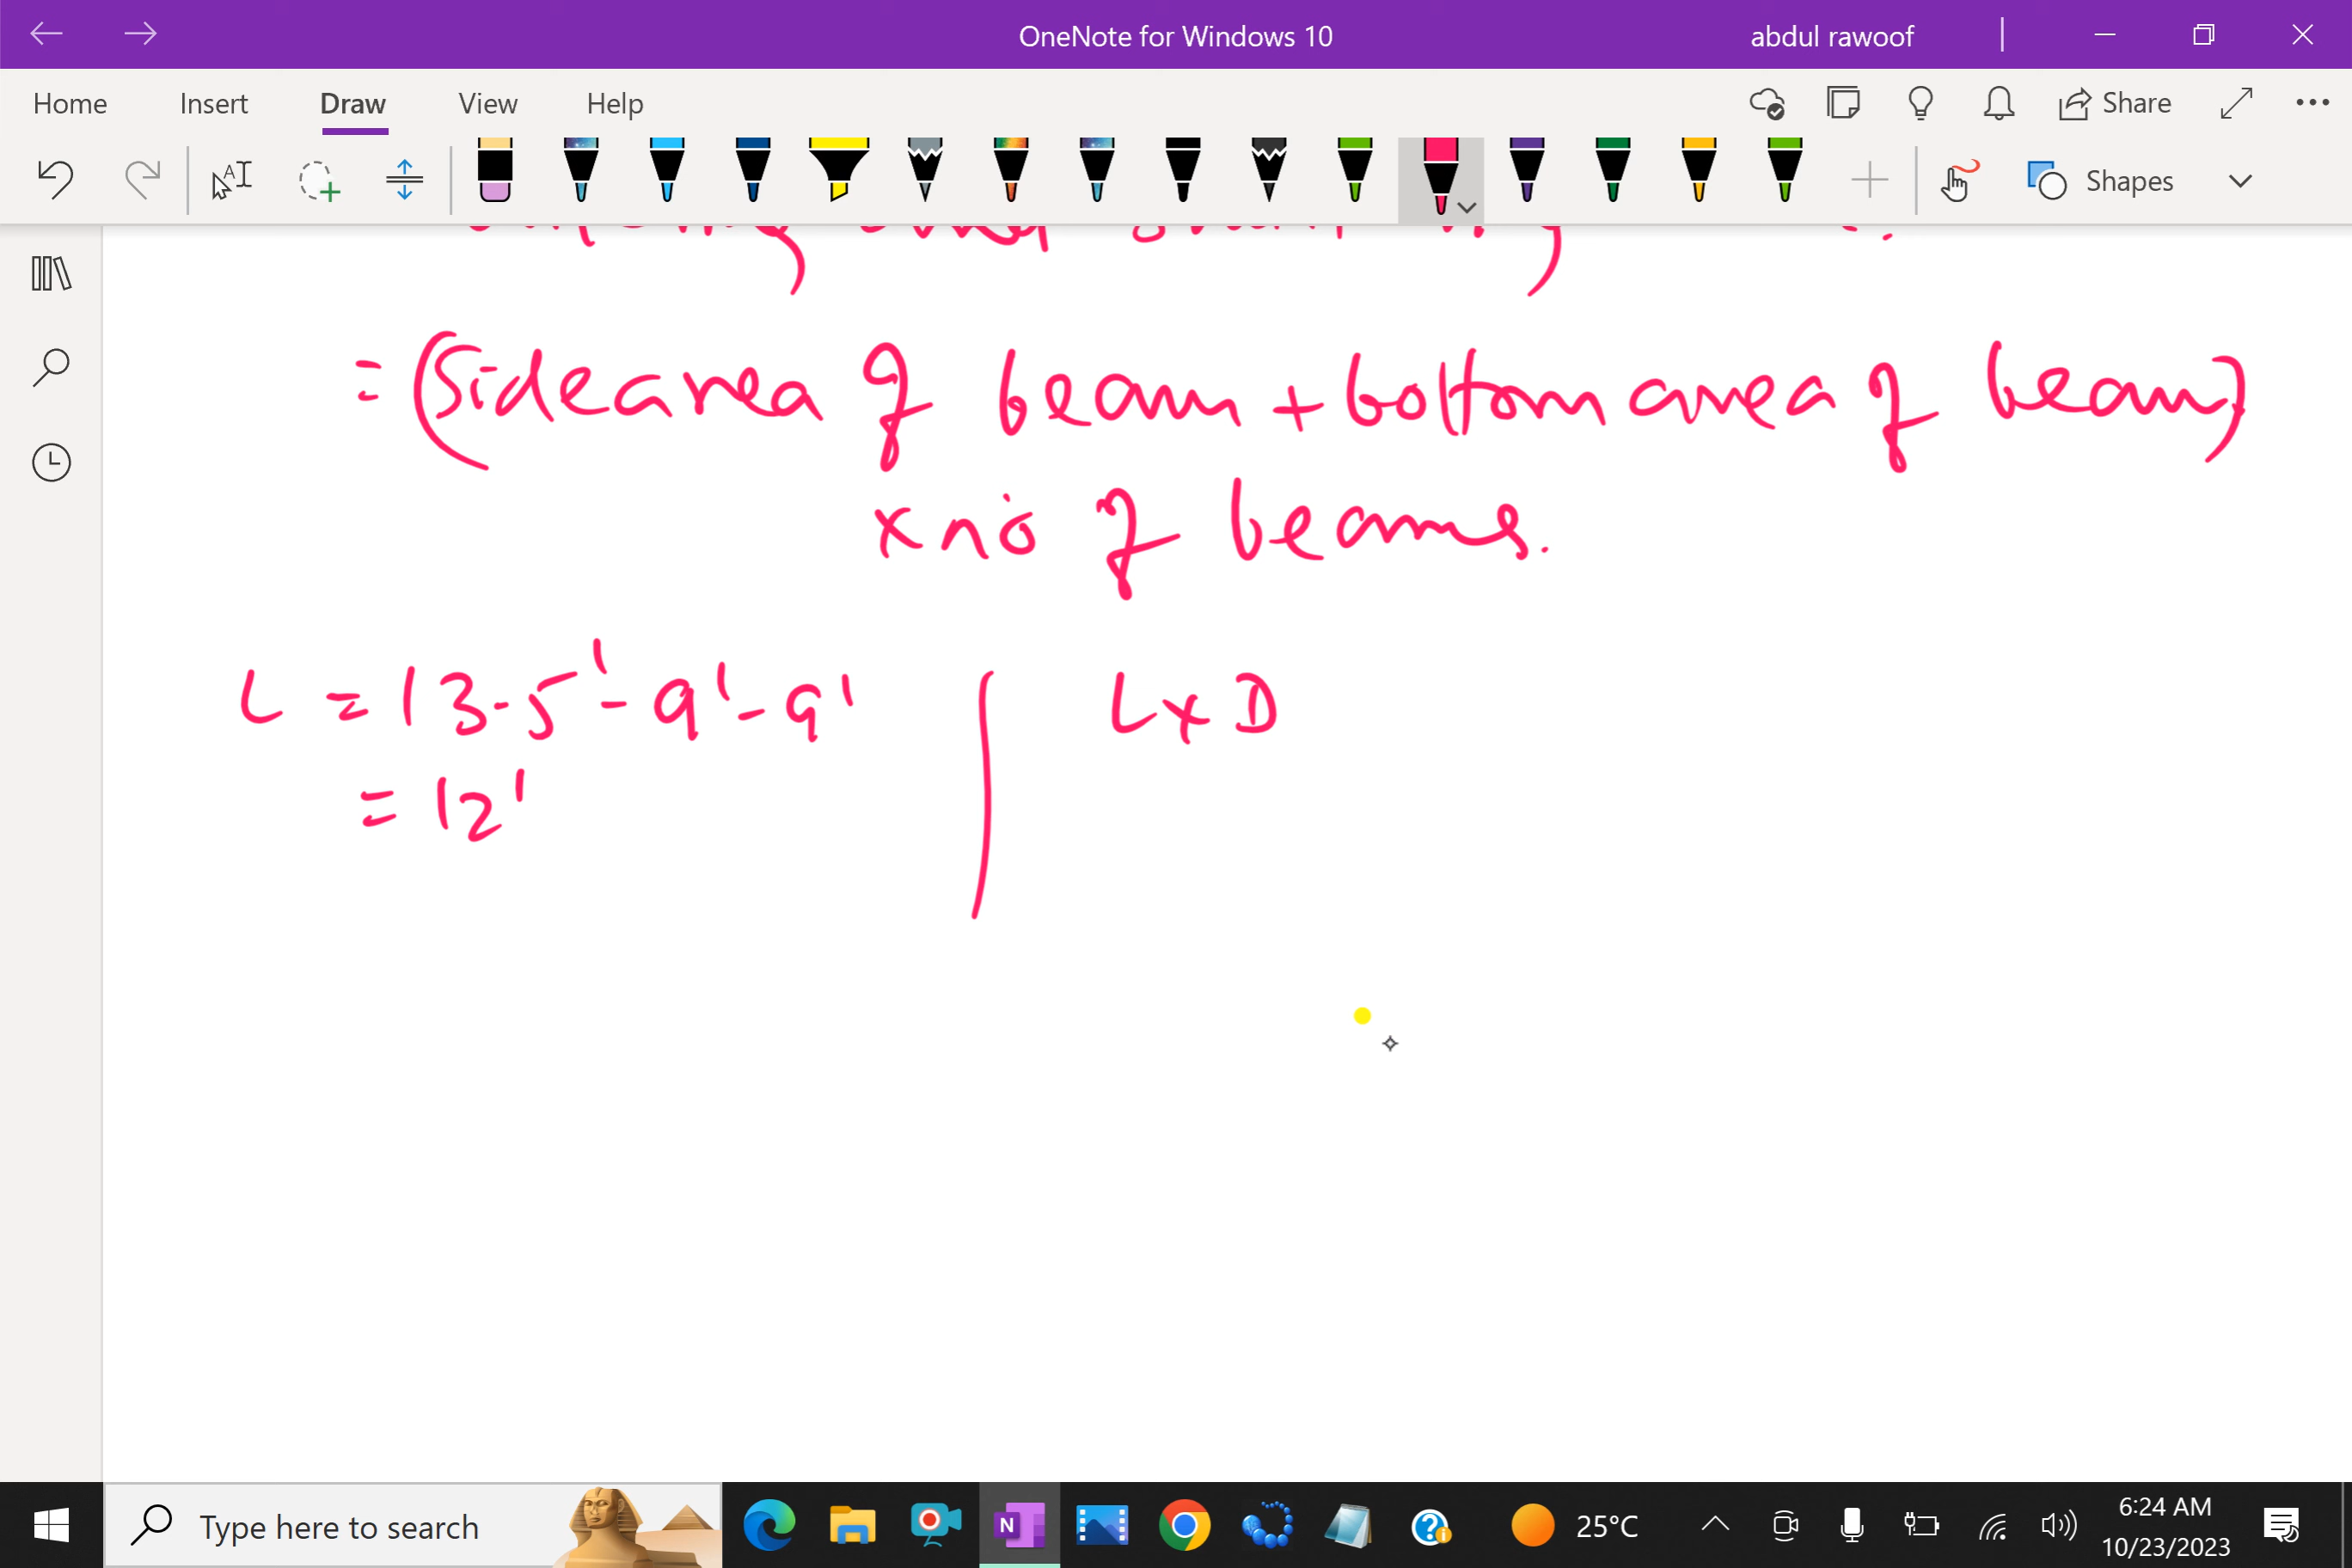 OneNote for Windows 10
abdul rawoof
Home Insert Draw View Help
Share
Shapes
= (Side area of beam + bottom area of beam)
x no of beams.
L = 13.5' - 9' - 9' | L x D
= 12'
Type here to search
25°C
6:24 AM
10/23/2023